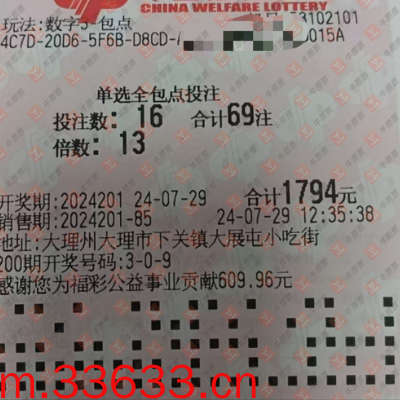 CHINA WELFARE LOTTERY
玩法:数字3-包点
3102101
4C7D-20D6-5F6B-D8CD-
0015A
单选全包点投注
投注数: 16 合计69注
倍数: 13
开奖期:2024201 24-07-29 合计1794元
销售期:2024201-85 24-07-29 12:35:38
地址:大理州大理市下关镇大展屯小吃街
200期开奖号码:3-0-9
感谢您为福彩公益事业贡献609.96元
m.33633.cn